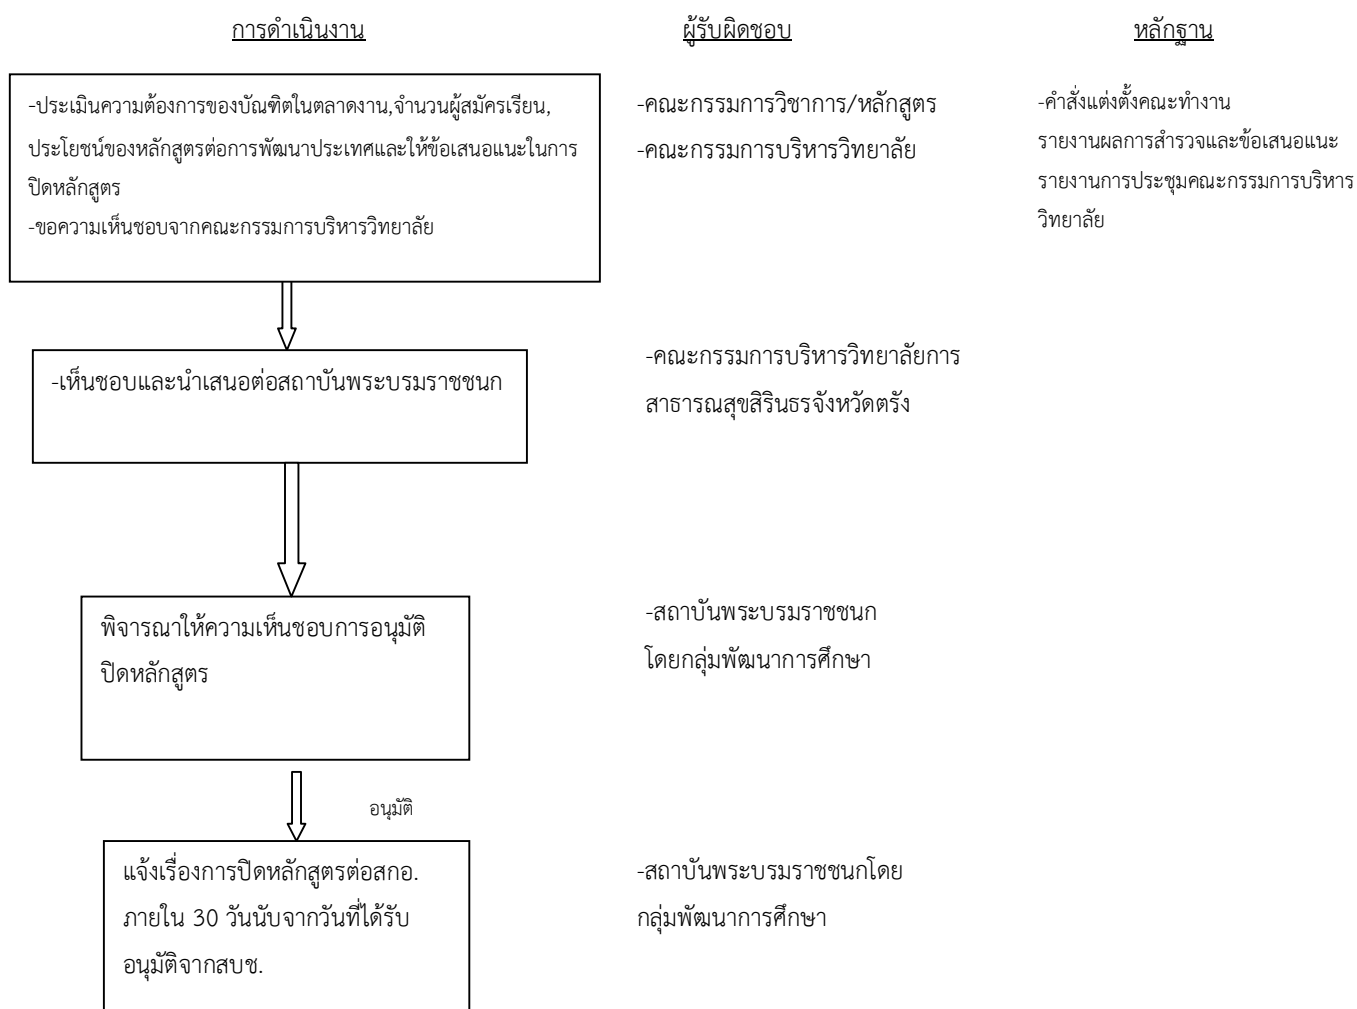 การดำเนินงาน
ผู้รับผิดชอบ
หลักฐาน
-ประเมินความต้องการของบัณฑิตในตลาดงาน,จำนวนผู้สมัครเรียน,
ประโยชน์ของหลักสูตรต่อการพัฒนาประเทศและให้ข้อเสนอแนะในการ
ปิดหลักสูตร
-ขอความเห็นชอบจากคณะกรรมการบริหารวิทยาลัย
-คณะกรรมการวิชาการ/หลักสูตร
-คณะกรรมการบริหารวิทยาลัย
-คำสั่งแต่งตั้งคณะทำงาน
รายงานผลการสำรวจและข้อเสนอแนะ
รายงานการประชุมคณะกรรมการบริหาร
วิทยาลัย
-เห็นชอบและนำเสนอต่อสถาบันพระบรมราชชนก
-คณะกรรมการบริหารวิทยาลัยการ
สาธารณสุขสิรินธรจังหวัดตรัง
พิจารณาให้ความเห็นชอบการอนุมัติ
ปิดหลักสูตร
-สถาบันพระบรมราชชนก
โดยกลุ่มพัฒนาการศึกษา
อนุมัติ
แจ้งเรื่องการปิดหลักสูตรต่อสกอ.
ภายใน 30 วันนับจากวันที่ได้รับ
อนุมัติจากสบช.
-สถาบันพระบรมราชชนกโดย
กลุ่มพัฒนาการศึกษา